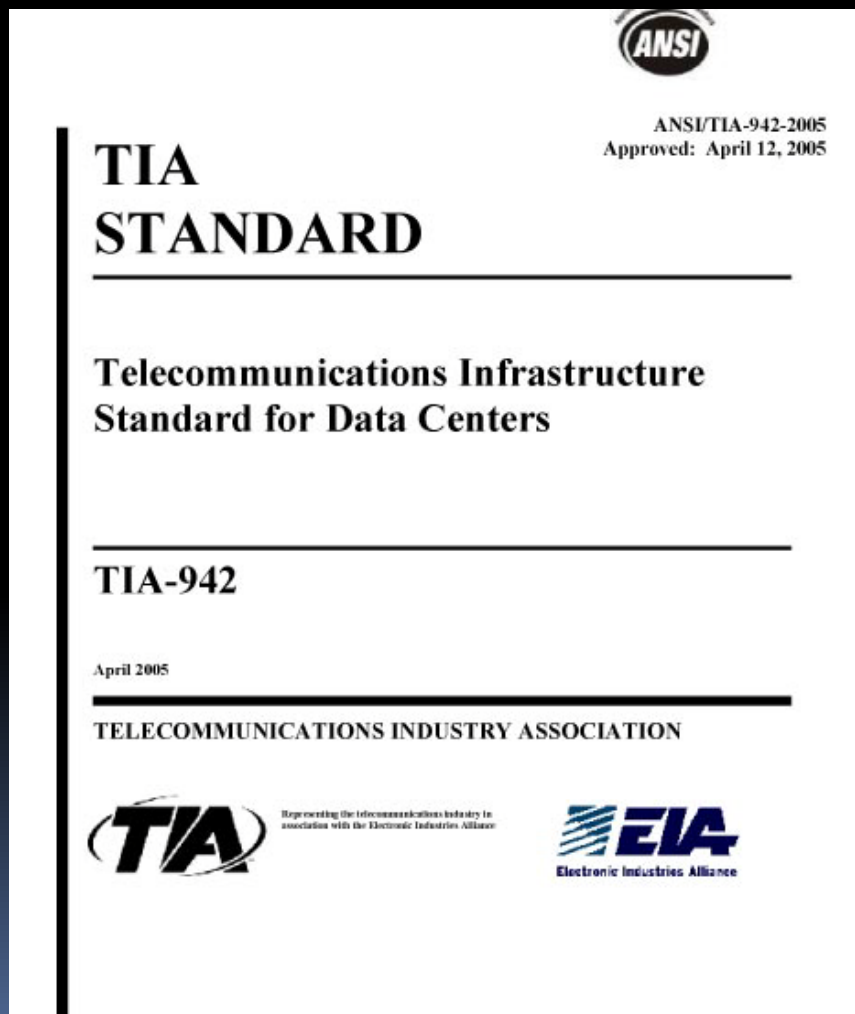 ANSI
ANSI/TIA-942-2005
Approved: April 12, 2005
TIA
STANDARD
Telecommunications Infrastructure
Standard for Data Centers
TIA-942
April 2005
TELECOMMUNICATIONS INDUSTRY ASSOCIATION
TIA
Representing the telecommunications industry in
association with the Electronic Industries Alliance
EIA
Electronic Industries Alliance